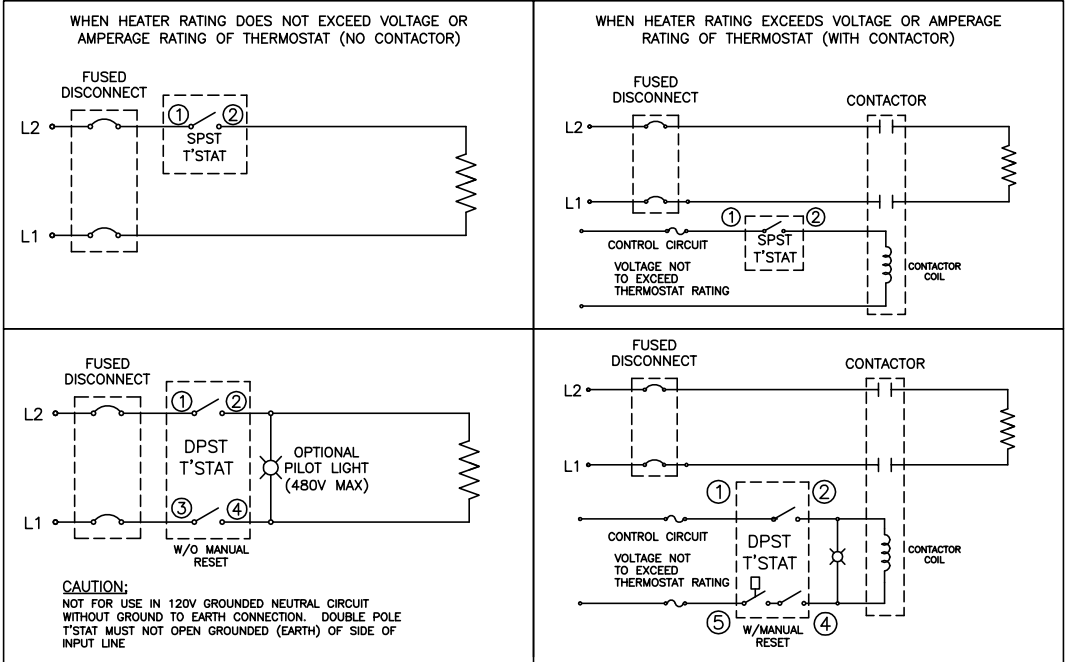 WHEN HEATER RATING DOES NOT EXCEED VOLTAGE OR
AMPERAGE RATING OF THERMOSTAT (NO CONTACTOR)
FUSED
DISCONNECT
1
2
L2
SPST
T'STAT
L1
WHEN HEATER RATING EXCEEDS VOLTAGE OR AMPERAGE
RATING OF THERMOSTAT (WITH CONTACTOR)
FUSED
DISCONNECT
CONTACTOR
L2
L1
1
2
CONTROL CIRCUIT
SPST
T'STAT
VOLTAGE NOT
TO EXCEED
THERMOSTAT RATING
CONTACTOR
COIL
FUSED
DISCONNECT
L2
1
2
DPST
T'STAT
OPTIONAL
PILOT LIGHT
(480V MAX)
3
4
L1
W/O MANUAL
RESET
CAUTION;
NOT FOR USE IN 120V GROUNDED NEUTRAL CIRCUIT
WITHOUT GROUND TO EARTH CONNECTION. DOUBLE POLE
T'STAT MUST NOT OPEN GROUNDED (EARTH) OF SIDE OF
INPUT LINE
FUSED
DISCONNECT
CONTACTOR
L2
L1
1
2
CONTROL CIRCUIT
DPST
T'STAT
VOLTAGE NOT
TO EXCEED
THERMOSTAT RATING
CONTACTOR
COIL
5
4
W/MANUAL
RESET